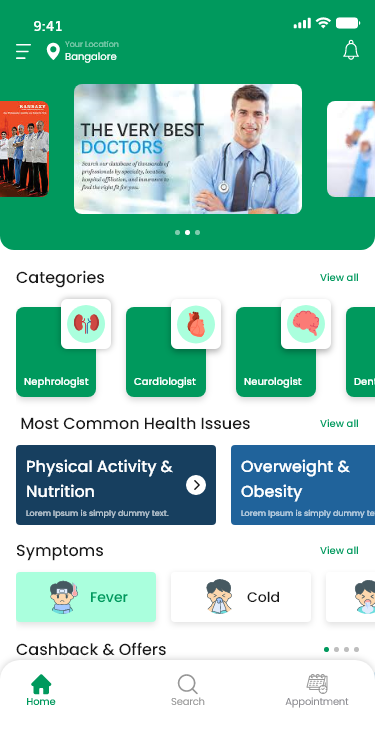 9:41
Your Location
Bangalore
RANBAXY
THE VERY BEST
DOCTORS
Search our database of thousands of
professionals by specialty, location,
hospital affiliation, and insurance to
find the right fit for you.
Categories
View all
Nephrologist
Cardiologist
Neurologist
Dent
Most Common Health Issues
View all
Physical Activity &
Nutrition
Lorem Ipsum is simply dummy text.
Overweight &
Obesity
Lorem Ipsum is simply dummy te
Symptoms
View all
Fever
Cold
Cashback & Offers
Home
Search
Appointment